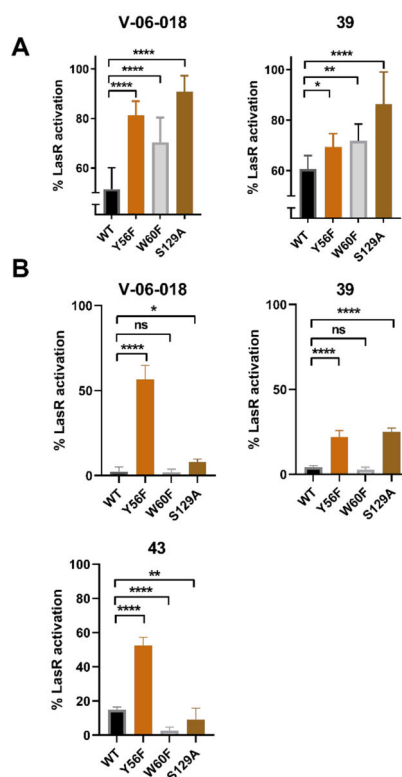 A
V-06-018
39
% LasR activation
100
80
60
****
****
****
WT
Y56F
W60F
S129A
% LasR activation
100
80
60
****
**
*
WT
Y56F
W60F
S129A
B
V-06-018
39
% LasR activation
100
50
0
*
ns
****
WT
Y56F
W60F
S129A
% LasR activation
100
50
0
****
ns
****
WT
Y56F
W60F
S129A
43
% LasR activation
100
80
60
40
20
0
**
****
****
WT
Y56F
W60F
S129A